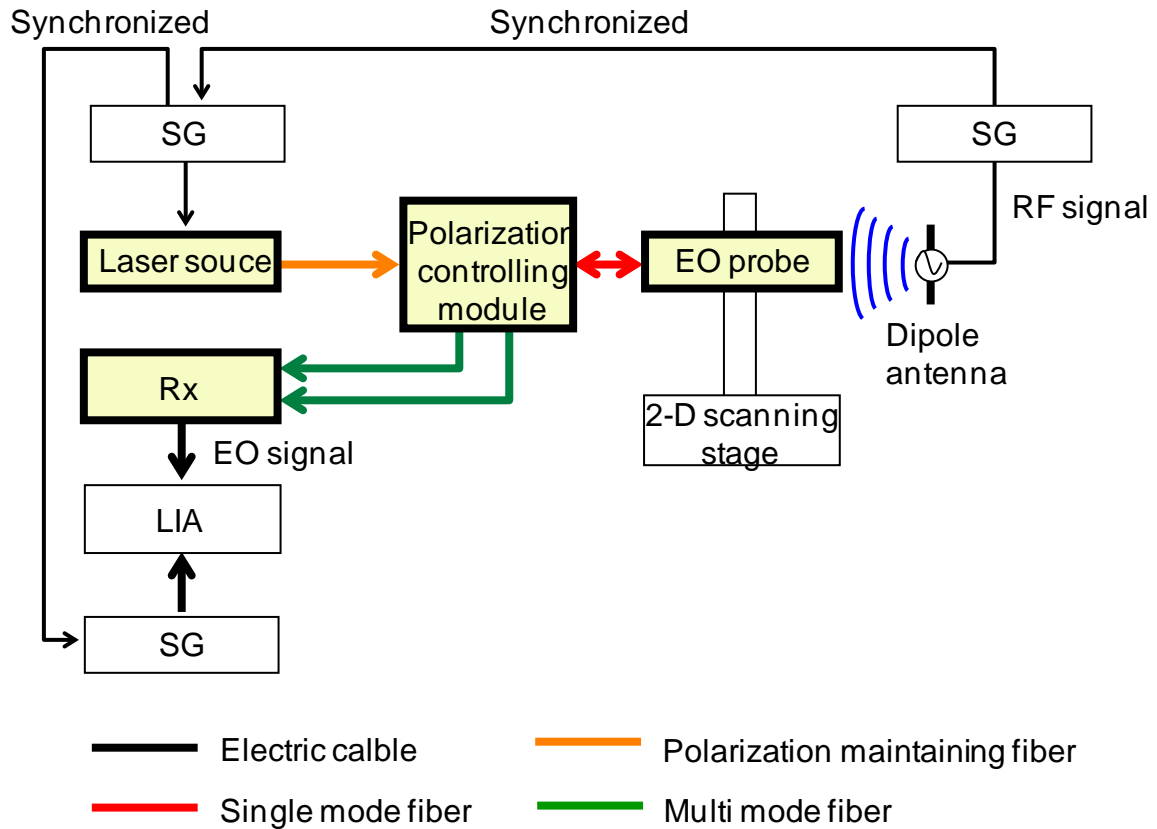 Synchronized
Synchronized
SG
SG
RF signal
Laser souce
Polarization
controlling
module
EO probe
Dipole
antenna
Rx
2-D scanning
stage
EO signal
LIA
SG
Electric calble
Polarization maintaining fiber
Single mode fiber
Multi mode fiber